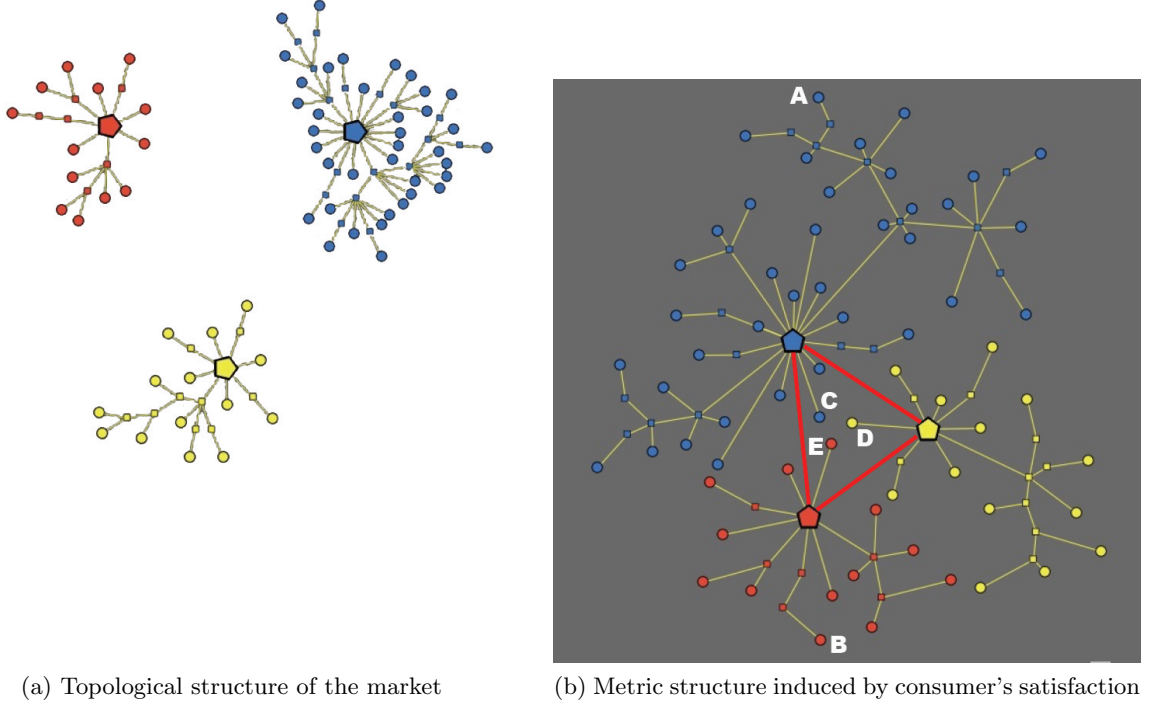 A
C
D
E
B
(a) Topological structure of the market
(b) Metric structure induced by consumer's satisfaction